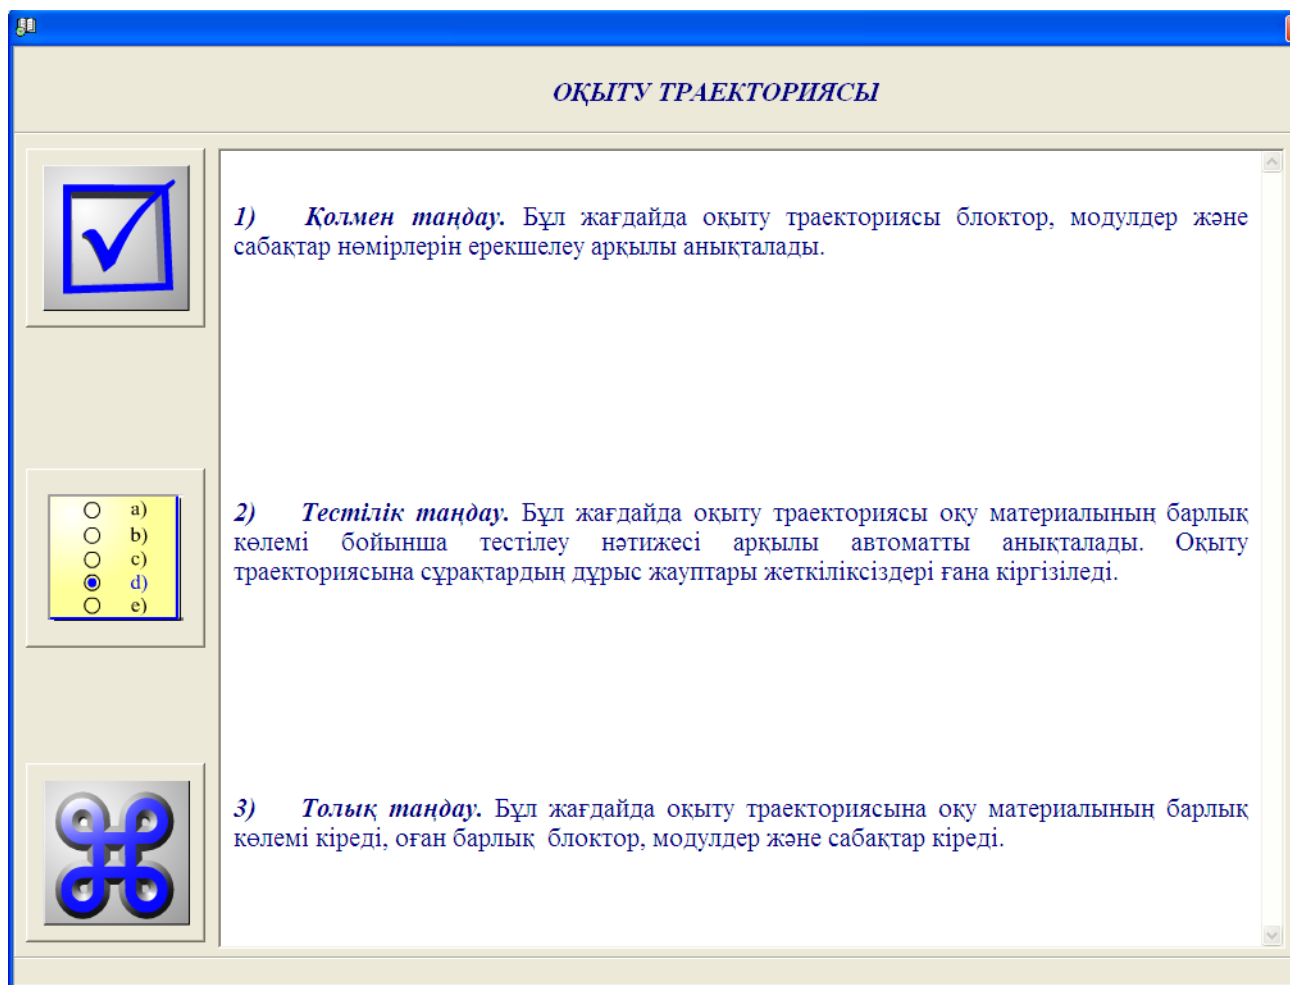 ОҚЫТУ ТРАЕКТОРИЯСЫ
1) Қолмен таңдау. Бұл жағдайда оқыту траекториясы блоктор, модулдер және
сабақтар нөмірлерін ерекшелеу арқылы анықталады.
a)
b)
c)
d)
e)
2) Тестілік таңдау. Бұл жағдайда оқыту траекториясы оқу материалының барлық
көлемі бойынша тестілеу нәтижесі арқылы автоматты анықталады. Оқыту
траекториясына сұрақтардың дұрыс жауптары жеткіліксіздері ғана кіргізіледі.
3) Толық таңдау. Бұл жағдайда оқыту траекториясына оқу материалының барлық
көлемі кіреді, оған барлық блоктор, модулдер және сабақтар кіреді.